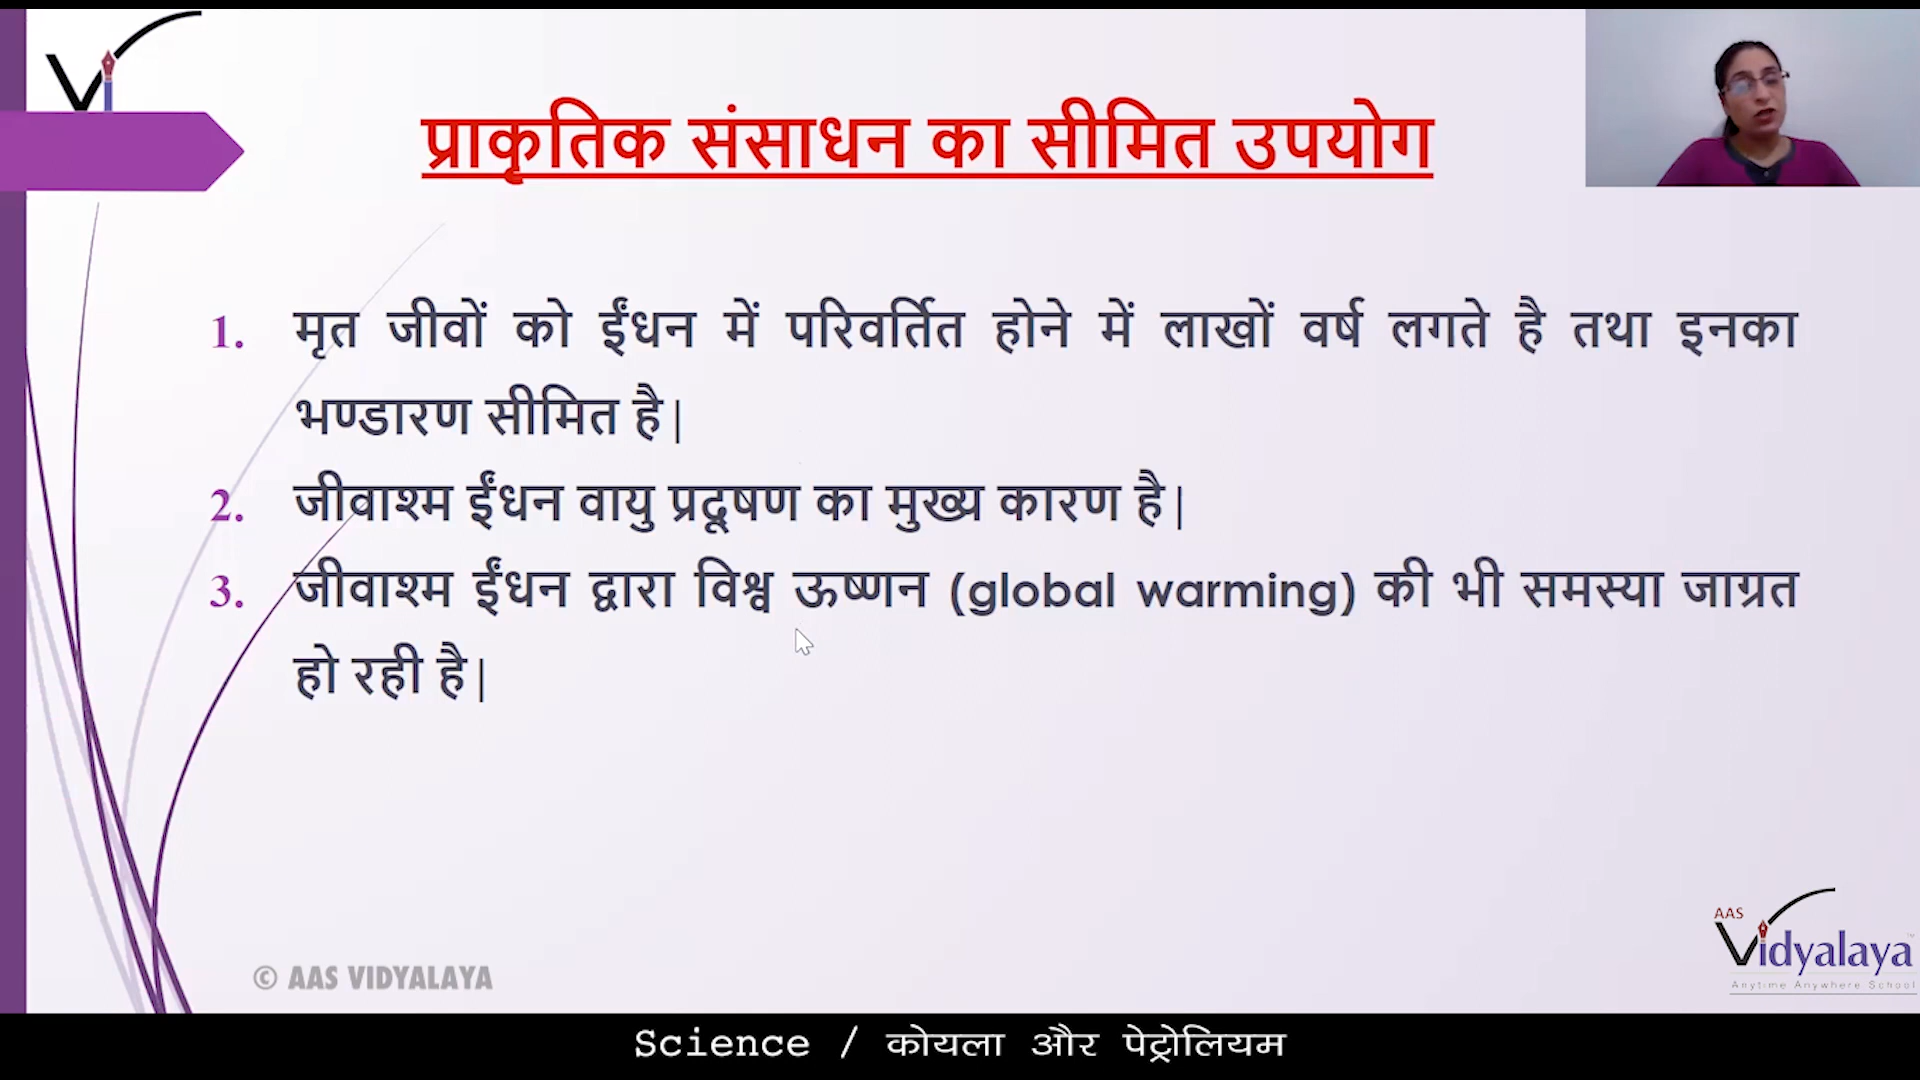 प्राकृतिक संसाधन का सीमित उपयोग
1. मृत जीवों को ईंधन में परिवर्तित होने में लाखों वर्ष लगते है तथा इनका
भण्डारण सीमित है|
2. जीवाश्म ईंधन वायु प्रदूषण का मुख्य कारण है|
3. जीवाश्म ईंधन द्वारा विश्व ऊष्णन (global warming) की भी समस्या जाग्रत
हो रही है|
AAS
Vidyalaya
Anytime Anywhere School
© AAS VIDYALAYA
Science / कोयला और पेट्रोलियम